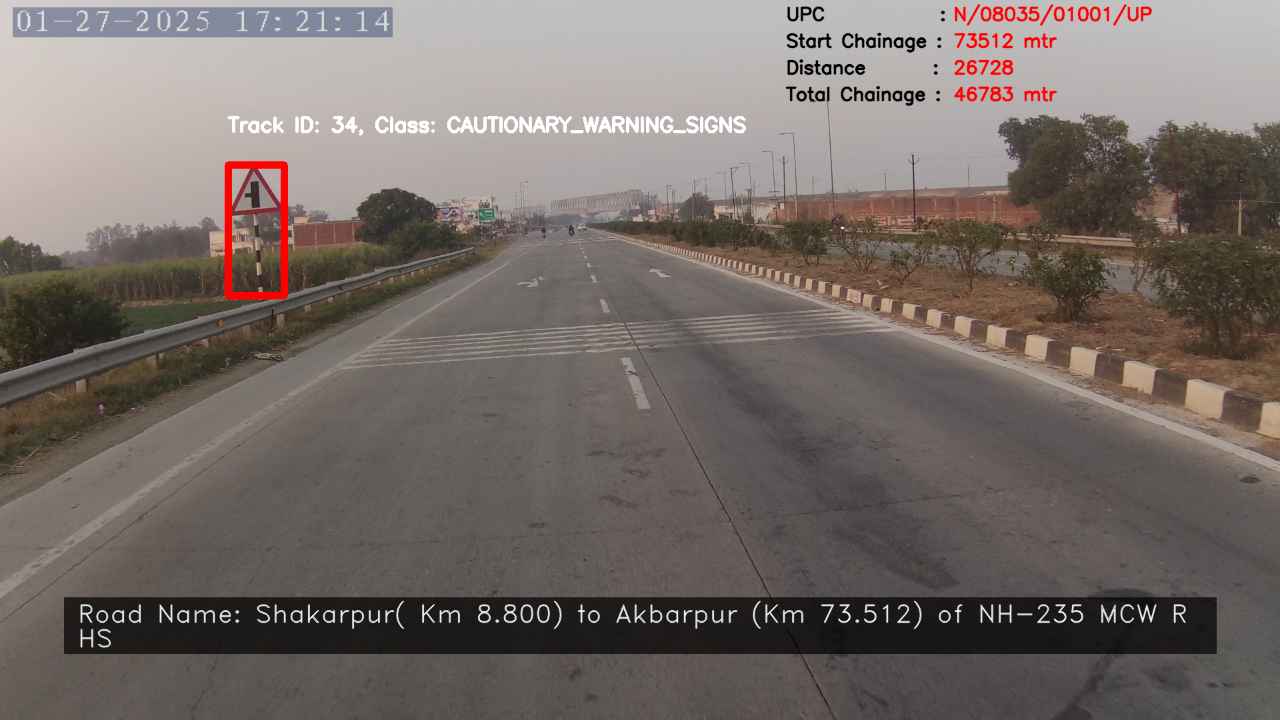 01-27-2025 17:21:14
UPC : N/08035/01001/UP
Start Chainage : 73512 mtr
Distance : 26728
Total Chainage : 46783 mtr
Track ID: 34, Class: CAUTIONARY_WARNING_SIGNS
Road Name: Shakarpur( Km 8.800) to Akbarpur (Km 73.512) of NH-235 MCW R
HS